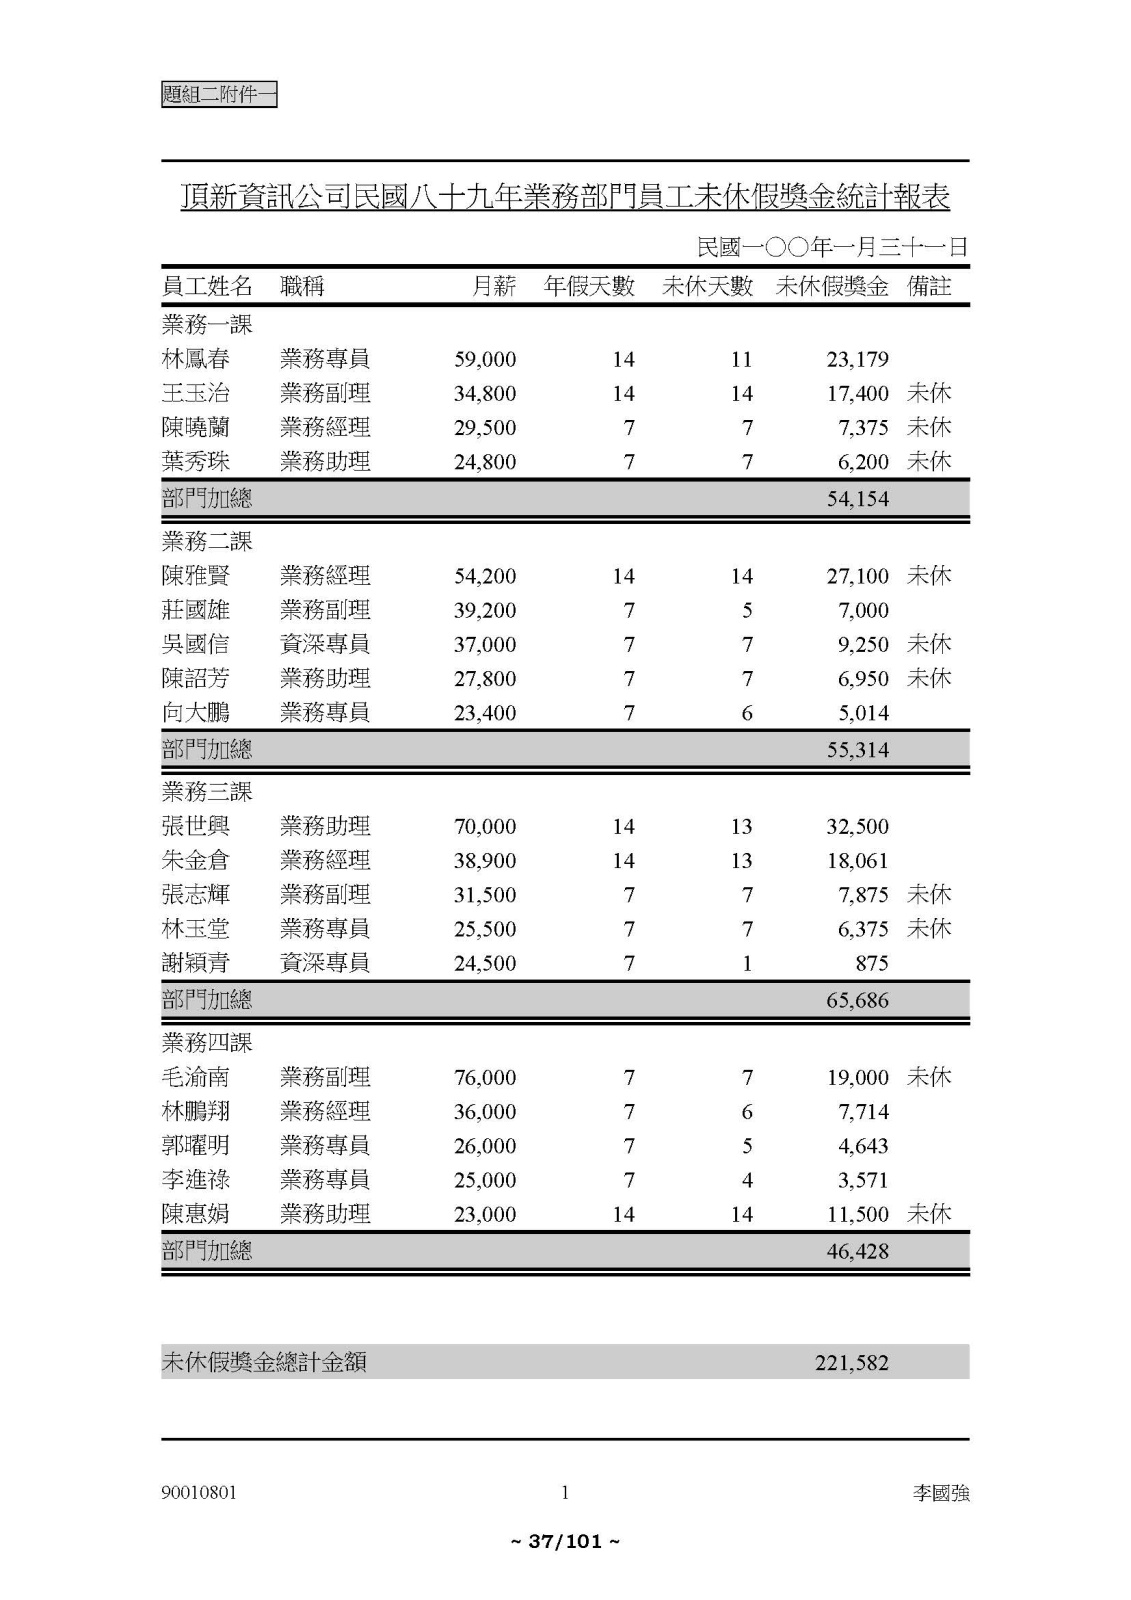 題組二附件一
頂新資訊公司民國八十九年業務部門員工未休假獎金統計報表
民國一〇〇年一月三十一日
員工姓名 職稱 月薪 年假天數 未休天數 未休假獎金 備註
業務一課
林鳳春 業務專員 59,000 14 11 23,179
王玉治 業務副理 34,800 14 14 17,400 未休
陳曉蘭 業務經理 29,500 7 7 7,375 未休
葉秀珠 業務助理 24,800 7 7 6,200 未休
部門加總 54,154
業務二課
陳雅賢 業務經理 54,200 14 14 27,100 未休
莊國雄 業務副理 39,200 7 5 7,000
吳國信 資深專員 37,000 7 7 9,250 未休
陳詔芳 業務助理 27,800 7 7 6,950 未休
向大鵬 業務專員 23,400 7 6 5,014
部門加總 55,314
業務三課
張世興 業務助理 70,000 14 13 32,500
朱金倉 業務經理 38,900 14 13 18,061
張志輝 業務副理 31,500 7 7 7,875 未休
林玉堂 業務專員 25,500 7 7 6,375 未休
謝穎青 資深專員 24,500 7 1 875
部門加總 65,686
業務四課
毛渝南 業務副理 76,000 7 7 19,000 未休
林鵬翔 業務經理 36,000 7 6 7,714
郭曜明 業務專員 26,000 7 5 4,643
李進祿 業務專員 25,000 7 4 3,571
陳惠娟 業務助理 23,000 14 14 11,500 未休
部門加總 46,428
未休假獎金總計金額 221,582
90010801 1 李國強
~ 37/101 ~